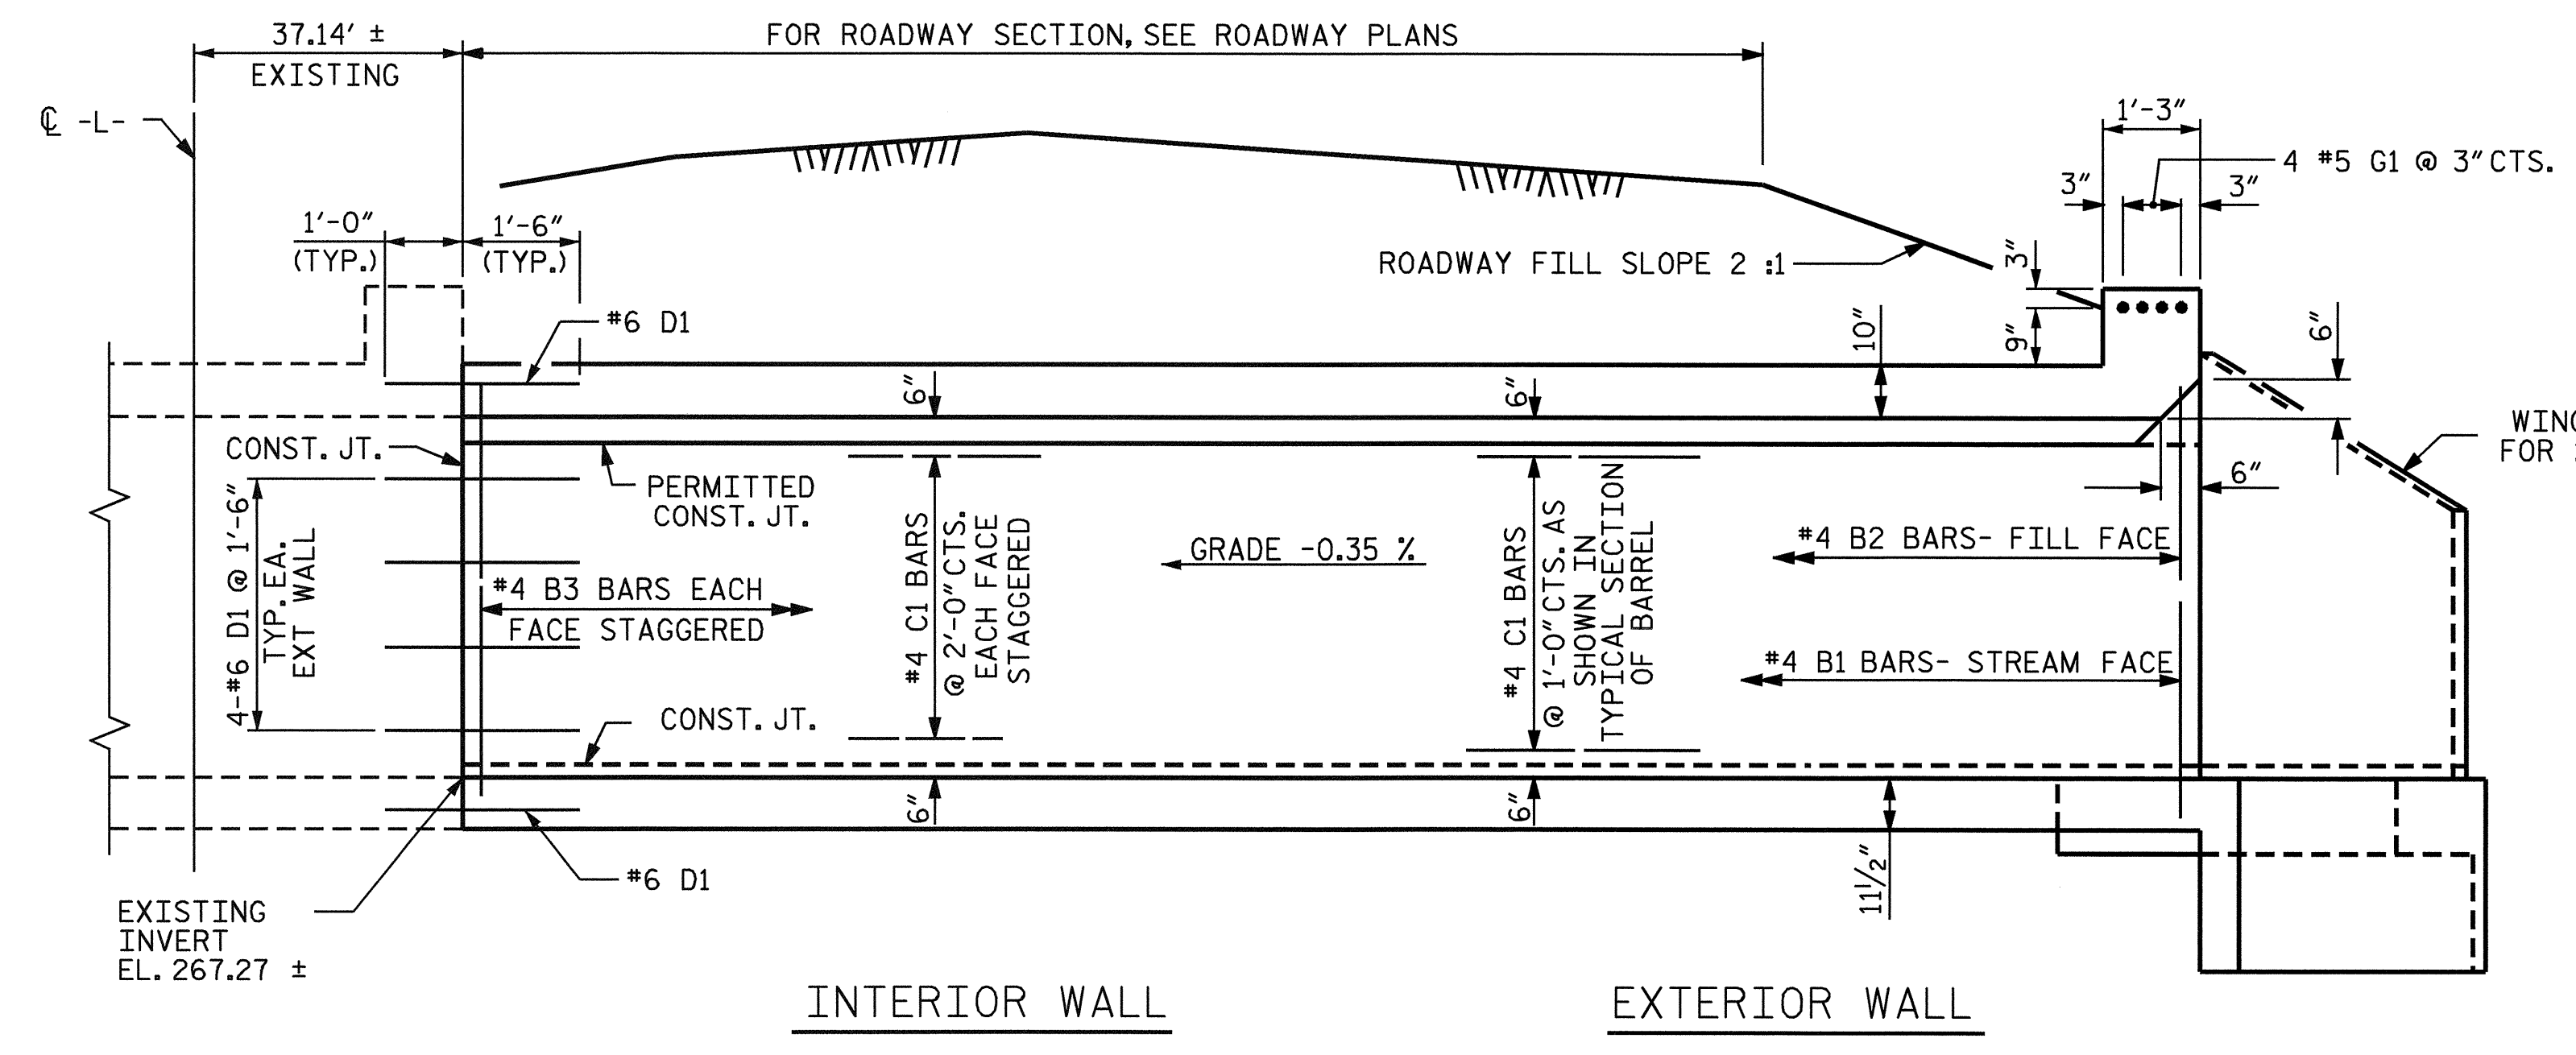 37.14' ±
EXISTING
FOR ROADWAY SECTION, SEE ROADWAY PLANS
℄ -L-
1'-3"
4 #5 G1 @ 3" CTS.
3"
3"
1'-0"
(TYP.)
1'-6"
(TYP.)
ROADWAY FILL SLOPE 2 :1
3"
9"
#6 D1
6"
6"
10"
6"
WING
FOR
CONST. JT.
PERMITTED
CONST. JT.
6"
4-#6 D1 @ 1'-6"
TYP. EA.
EXT WALL
#4 C1 BARS
@ 2'-0" CTS.
EACH FACE
STAGGERED
GRADE -0.35 %
#4 C1 BARS
@ 1'-0" CTS. AS
SHOWN IN
TYPICAL SECTION
OF BARREL
#4 B2 BARS- FILL FACE
#4 B3 BARS EACH
FACE STAGGERED
#4 B1 BARS- STREAM FACE
CONST. JT.
6"
6"
11 1/2"
#6 D1
EXISTING
INVERT
EL. 267.27 ±
INTERIOR WALL
EXTERIOR WALL